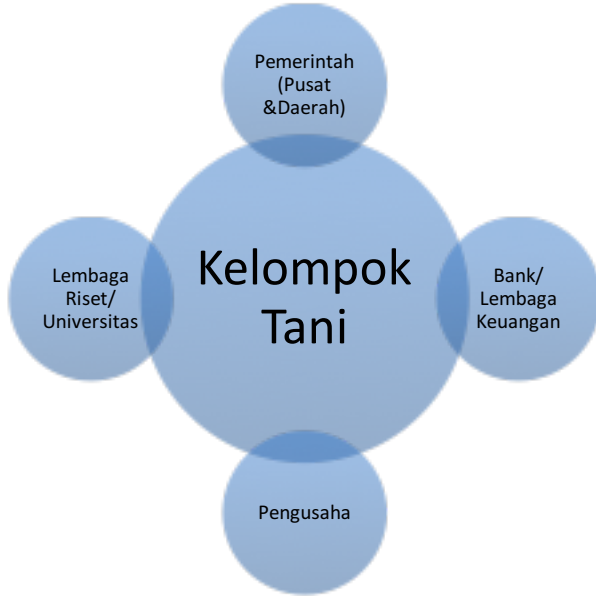 Pemerintah
(Pusat
&Daerah)
Lembaga
Riset/
Universitas
Kelompok
Tani
Bank/
Lembaga
Keuangan
Pengusaha